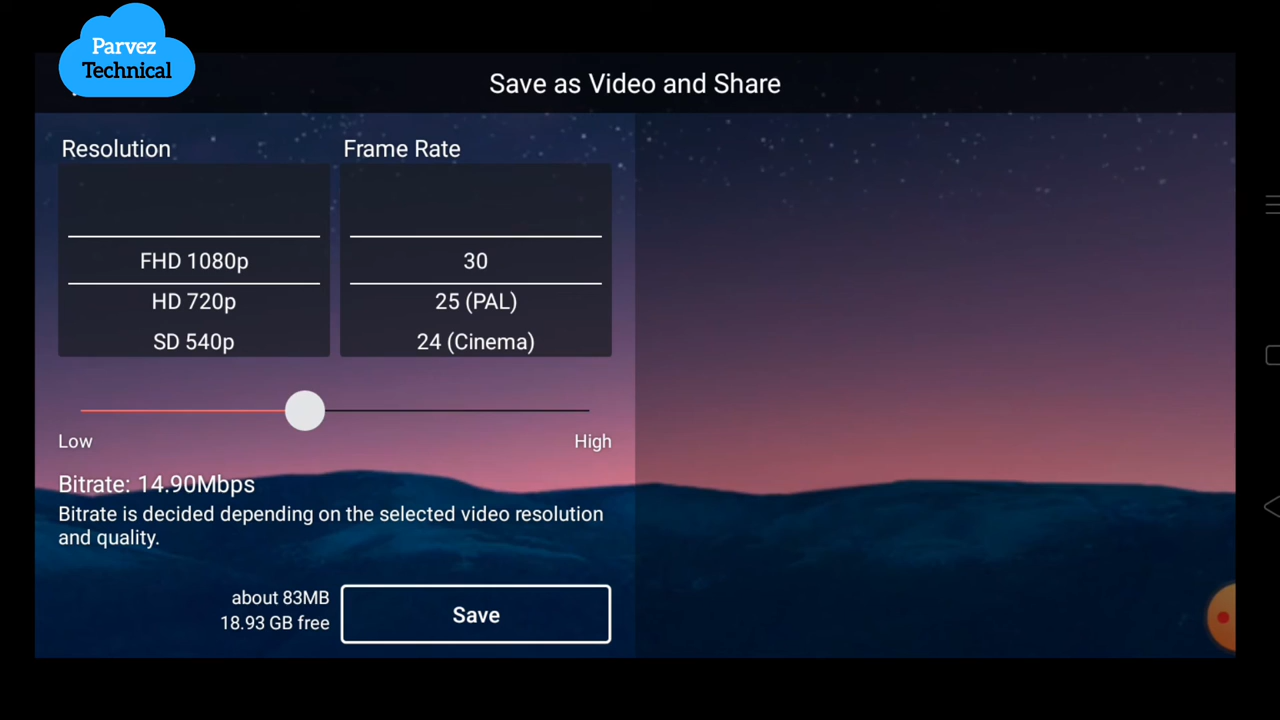 Parvez
Technical
Save as Video and Share
Resolution
Frame Rate
FHD 1080p
HD 720p
SD 540p
30
25 (PAL)
24 (Cinema)
Low
High
Bitrate: 14.90Mbps
Bitrate is decided depending on the selected video resolution
and quality.
about 83MB
18.93 GB free
Save